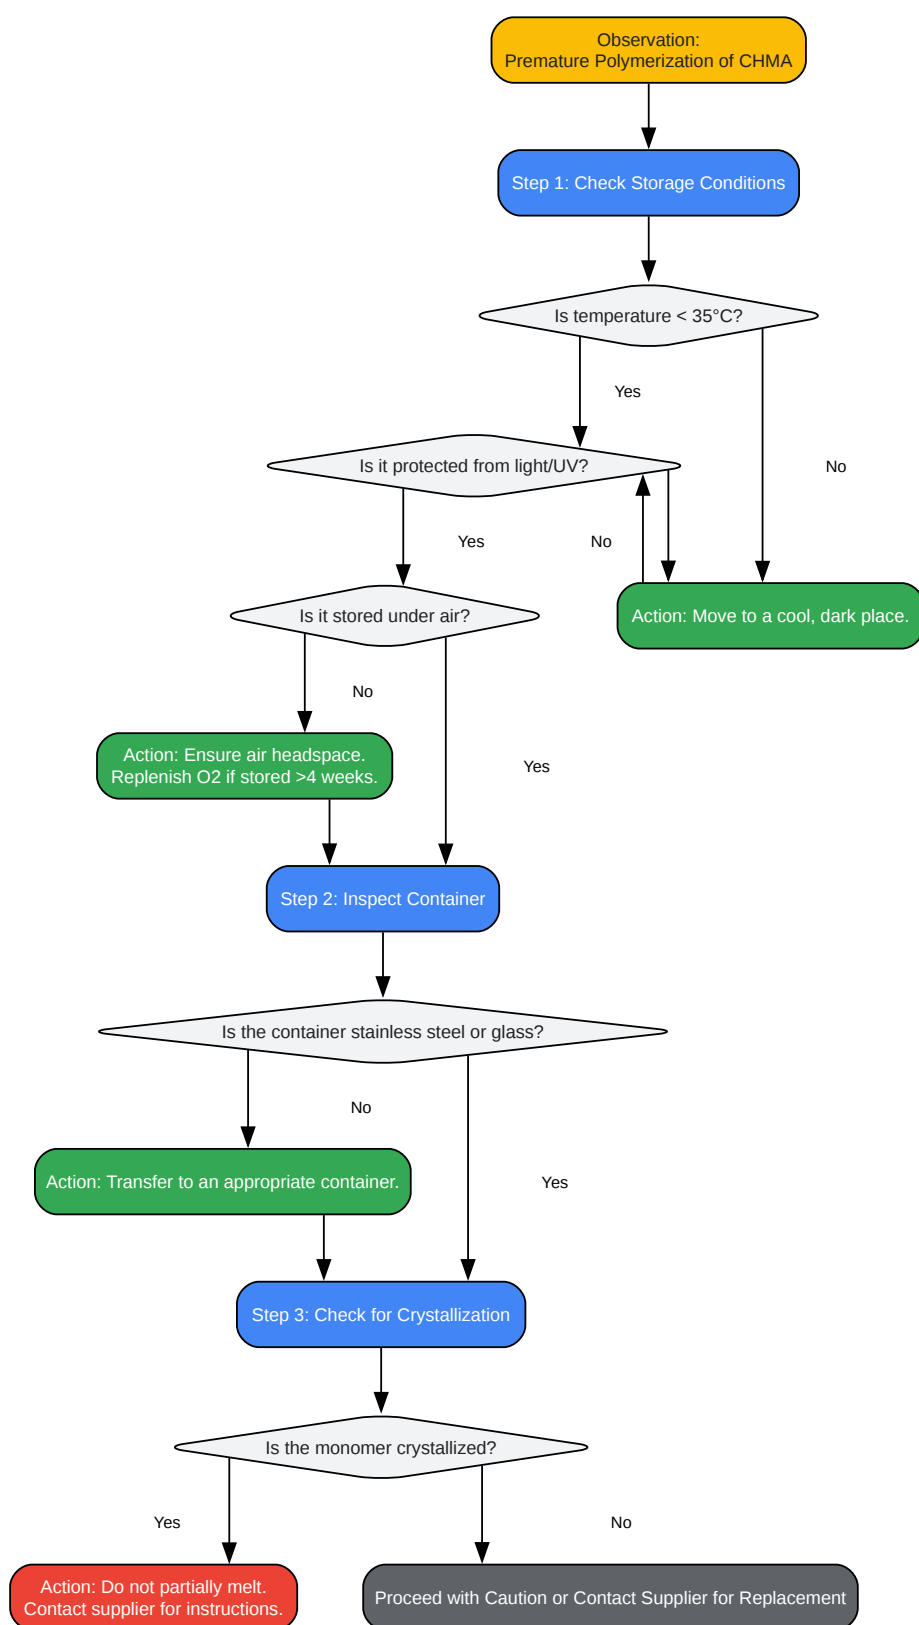 Observation:
Premature Polymerization of CHMA
Step 1: Check Storage Conditions
Is temperature < 35°C?
Yes
No
Is it protected from light/UV?
Yes
No
Is it stored under air?
Action: Move to a cool, dark place.
No
Yes
Action: Ensure air headspace.
Replenish O2 if stored >4 weeks.
Step 2: Inspect Container
Is the container stainless steel or glass?
No
Yes
Action: Transfer to an appropriate container.
Step 3: Check for Crystallization
Is the monomer crystallized?
Yes
No
Action: Do not partially melt.
Contact supplier for instructions.
Proceed with Caution or Contact Supplier for Replacement